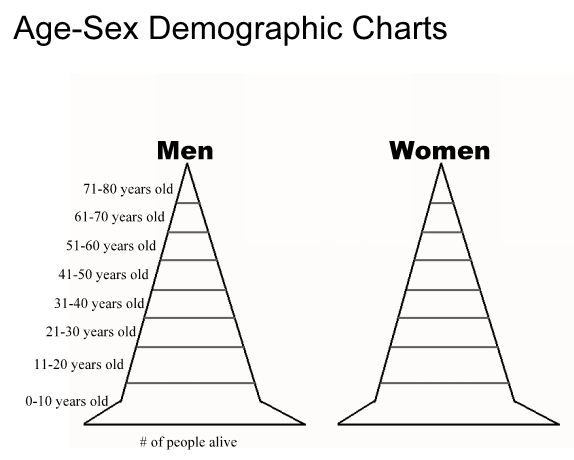 Age-Sex Demographic Charts
Men
Women
71-80 years old
61-70 years old
51-60 years old
41-50 years old
31-40 years old
21-30 years old
11-20 years old
0-10 years old
# of people alive